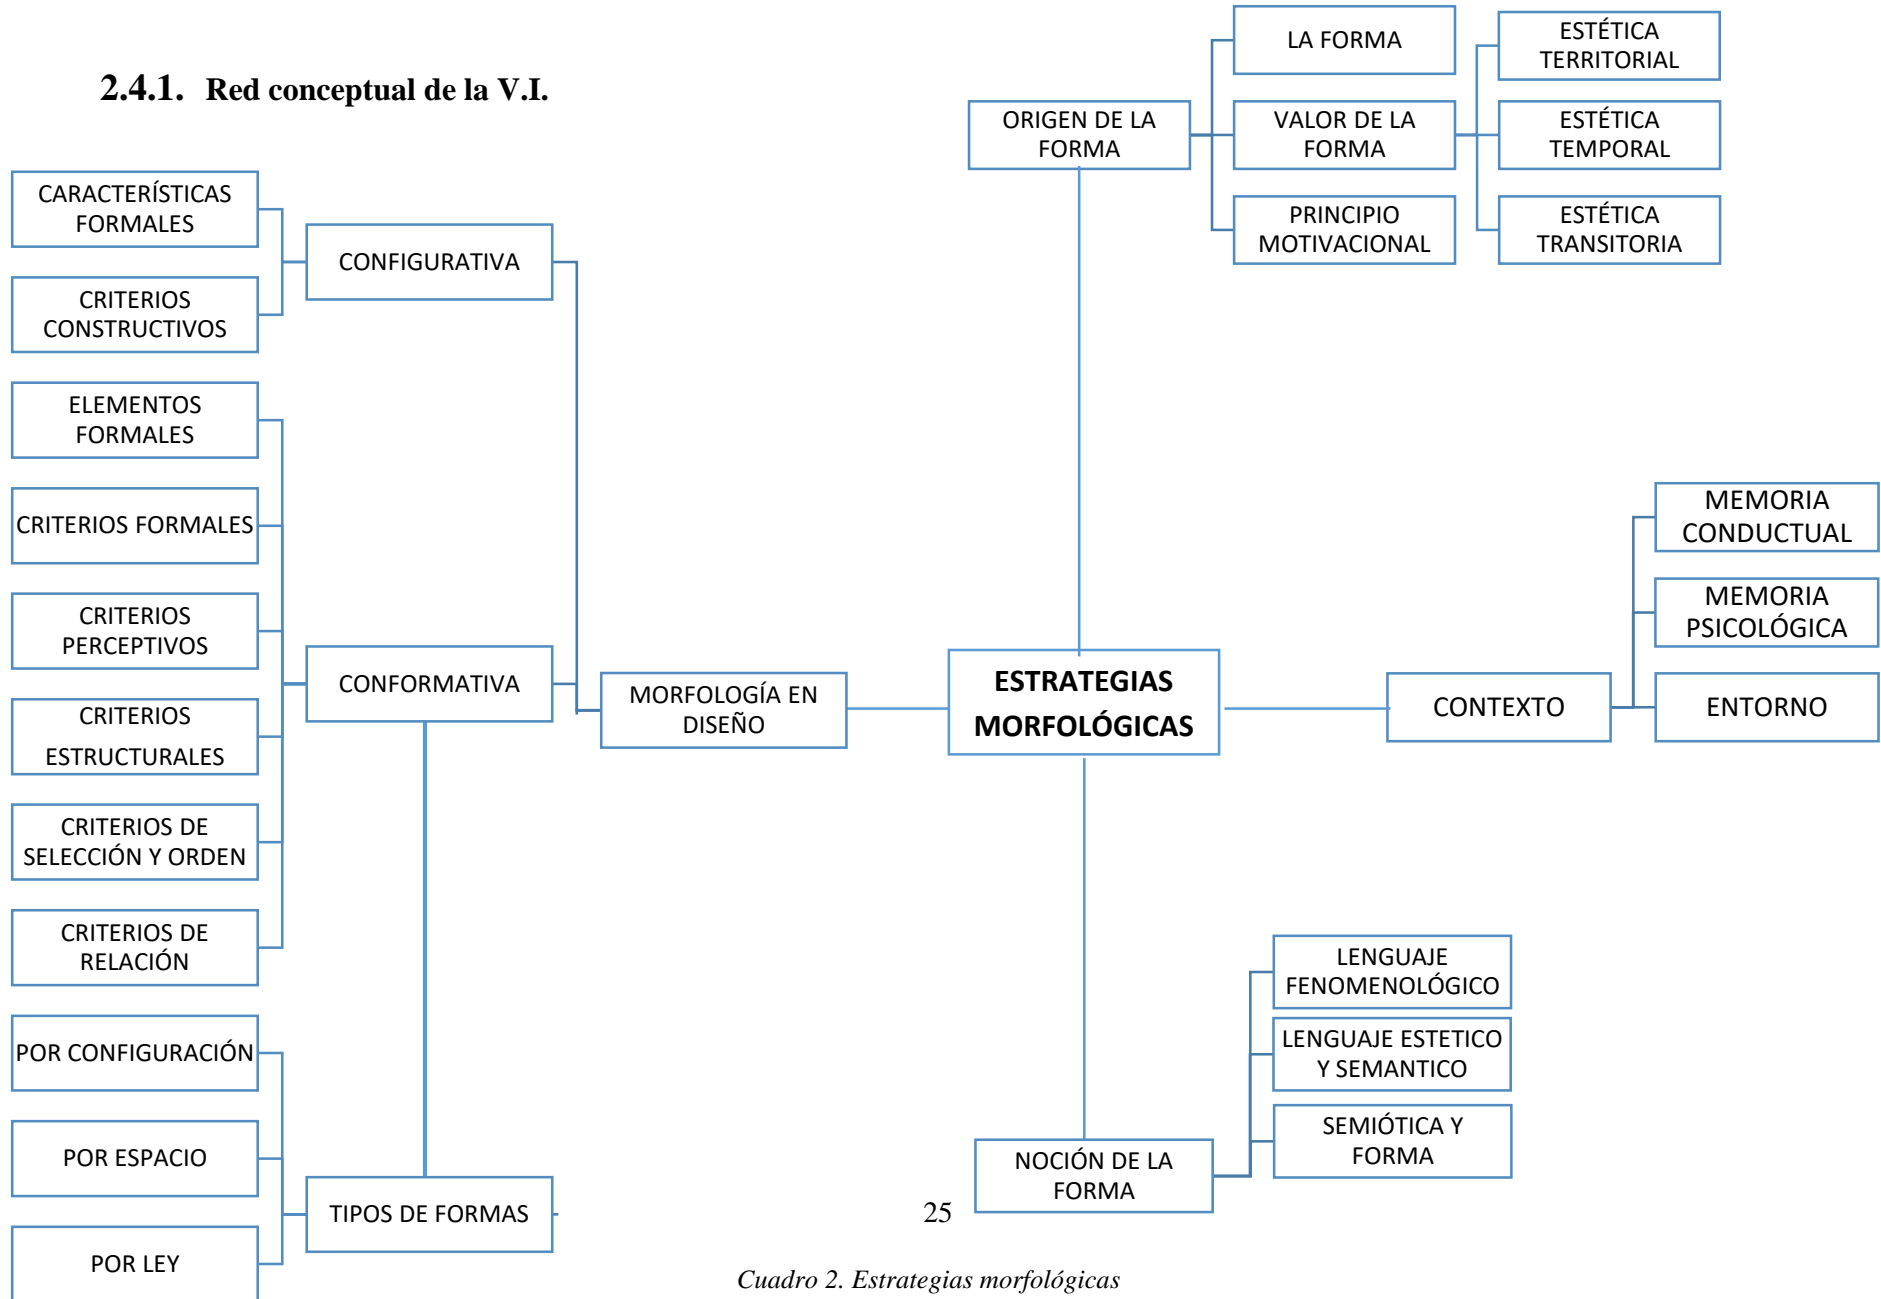 2.4.1. Red conceptual de la V.I.
CARACTERÍSTICAS
FORMALES
CRITERIOS
CONSTRUCTIVOS
CONFIGURATIVA
ELEMENTOS
FORMALES
CRITERIOS FORMALES
CRITERIOS
PERCEPTIVOS
CRITERIOS
ESTRUCTURALES
CRITERIOS DE
SELECCIÓN Y ORDEN
CRITERIOS DE
RELACIÓN
CONFORMATIVA
POR CONFIGURACIÓN
POR ESPACIO
POR LEY
TIPOS DE FORMAS
MORFOLOGÍA EN
DISEÑO
ESTRATEGIAS
MORFOLÓGICAS
ORIGEN DE LA
FORMA
LA FORMA
VALOR DE LA
FORMA
PRINCIPIO
MOTIVACIONAL
ESTÉTICA
TERRITORIAL
ESTÉTICA
TEMPORAL
ESTÉTICA
TRANSITORIA
CONTEXTO
MEMORIA
CONDUCTUAL
MEMORIA
PSICOLÓGICA
ENTORNO
NOCIÓN DE LA
FORMA
LENGUAJE
FENOMENOLÓGICO
LENGUAJE ESTETICO
Y SEMANTICO
SEMIÓTICA Y
FORMA
25
Cuadro 2. Estrategias morfológicas